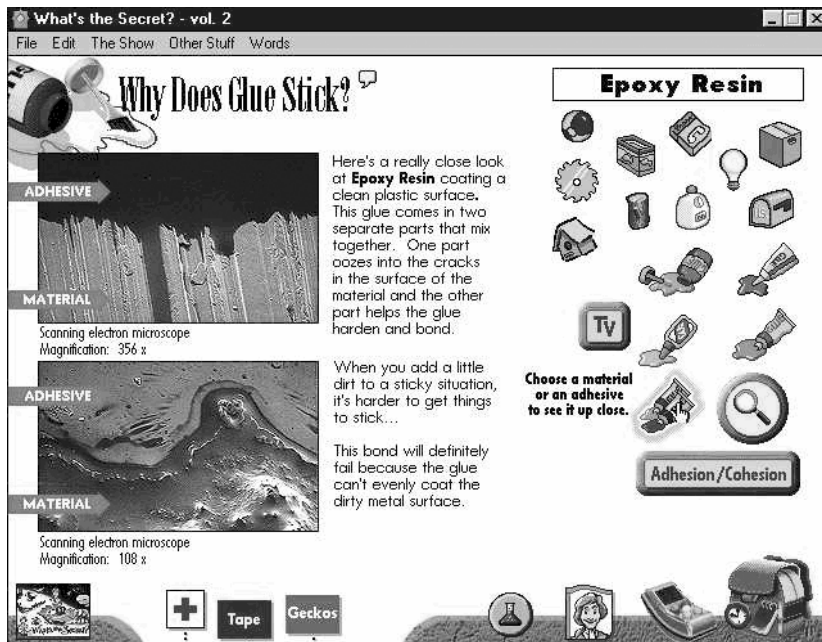 What's the Secret? - vol. 2
File Edit The Show Other Stuff Words
Why Does Glue Stick?
Epoxy Resin
ADHESIVE
MATERIAL
Scanning electron microscope
Magnification: 356 x
Here's a really close look
at Epoxy Resin coating a
clean plastic surface.
This glue comes in two
separate parts that mix
together. One part
oozes into the cracks
in the surface of the
material and the other
part helps the glue
harden and bond.
TV
Choose a material
or an adhesive
to see it up close.
Adhesion/Cohesion
ADHESIVE
MATERIAL
Scanning electron microscope
Magnification: 108 x
When you add a little
dirt to a sticky situation,
it's harder to get things
to stick...
This bond will definitely
fail because the glue
can't evenly coat the
dirty metal surface.
Tape
Geckos